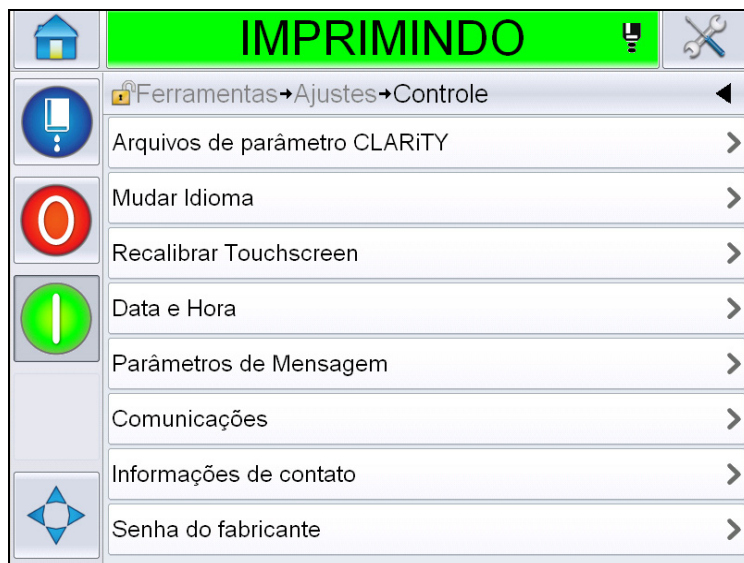 IMPRIMINDO
Ferramentas→Ajustes→Controle
Arquivos de parâmetro CLARiTY
Mudar Idioma
Recalibrar Touchscreen
Data e Hora
Parâmetros de Mensagem
Comunicações
Informações de contato
Senha do fabricante